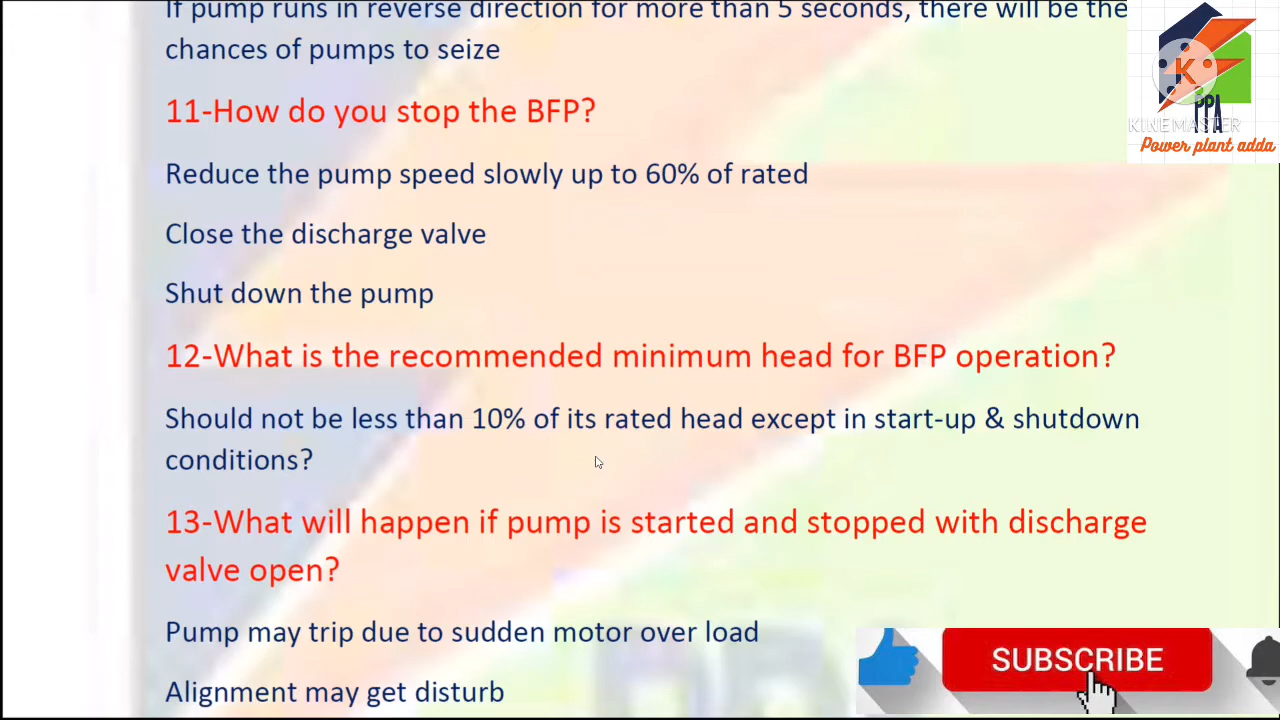 If pump runs in reverse direction for more than 5 seconds, there will be the
chances of pumps to seize
11-How do you stop the BFP?
Reduce the pump speed slowly up to 60% of rated
Close the discharge valve
Shut down the pump
12-What is the recommended minimum head for BFP operation?
Should not be less than 10% of its rated head except in start-up & shutdown
conditions?
13-What will happen if pump is started and stopped with discharge
valve open?
Pump may trip due to sudden motor over load
Alignment may get disturb
K
PPA
KINEMASTER
Power plant adda
SUBSCRIBE